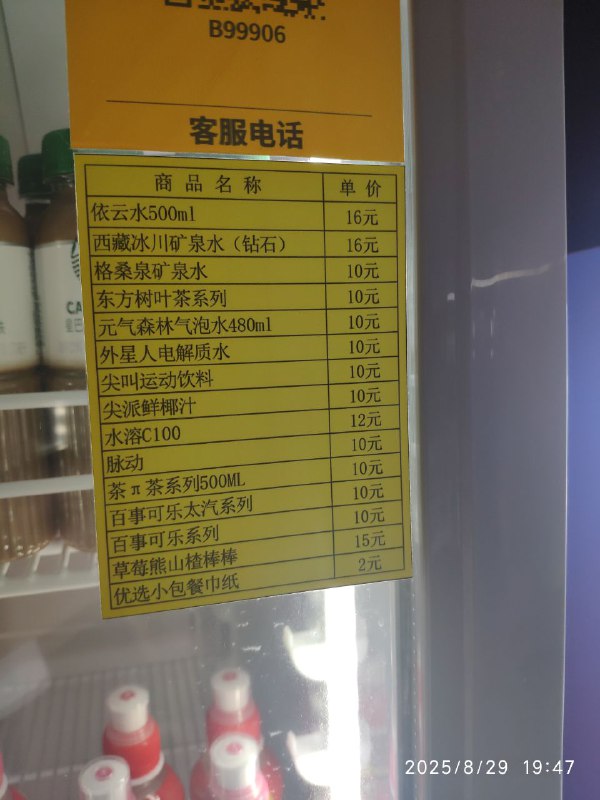 B99906
客服电话
商品名称 单价
依云水500ml 16元
西藏冰川矿泉水（钻石） 16元
格桑泉矿泉水 10元
东方树叶茶系列 10元
元气森林气泡水480ml 10元
外星人电解质水 10元
尖叫运动饮料 10元
尖派鲜椰汁 10元
水溶C100 12元
脉动 10元
茶π茶系列500ML 10元
百事可乐太汽系列 10元
百事可乐系列 10元
草莓熊山楂棒棒 15元
优选小包餐巾纸 2元
CA
2025/8/29 19:47